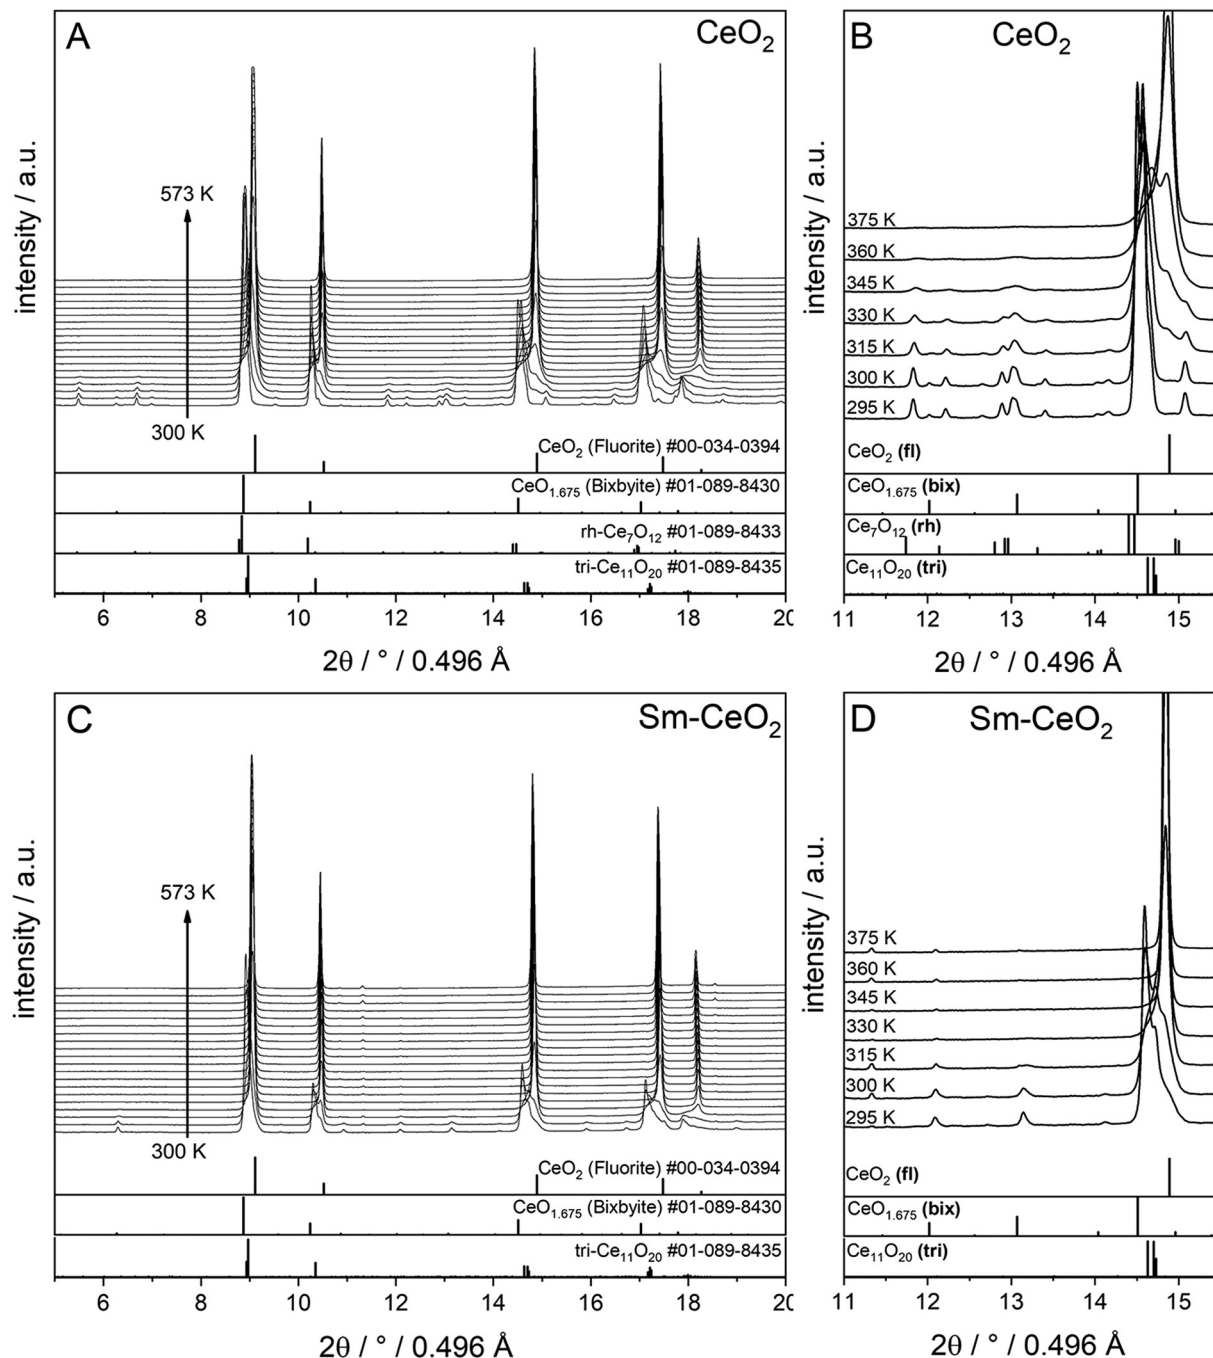 A
CeO2
intensity / a.u.
573 K
300 K
CeO2 (Fluorite) #00-034-0394
CeO1.675 (Bixbyite) #01-089-8430
rh-Ce7O12 #01-089-8433
tri-Ce11O20 #01-089-8435
6 8 10 12 14 16 18 20
2θ / ° / 0.496 Å
B
CeO2
intensity / a.u.
375 K
360 K
345 K
330 K
315 K
300 K
295 K
CeO2 (fl)
CeO1.675 (bix)
Ce7O12 (rh)
Ce11O20 (tri)
11 12 13 14 15
2θ / ° / 0.496 Å
C
Sm-CeO2
intensity / a.u.
573 K
300 K
CeO2 (Fluorite) #00-034-0394
CeO1.675 (Bixbyite) #01-089-8430
tri-Ce11O20 #01-089-8435
6 8 10 12 14 16 18 20
2θ / ° / 0.496 Å
D
Sm-CeO2
intensity / a.u.
375 K
360 K
345 K
330 K
315 K
300 K
295 K
CeO2 (fl)
CeO1.675 (bix)
Ce11O20 (tri)
11 12 13 14 15
2θ / ° / 0.496 Å